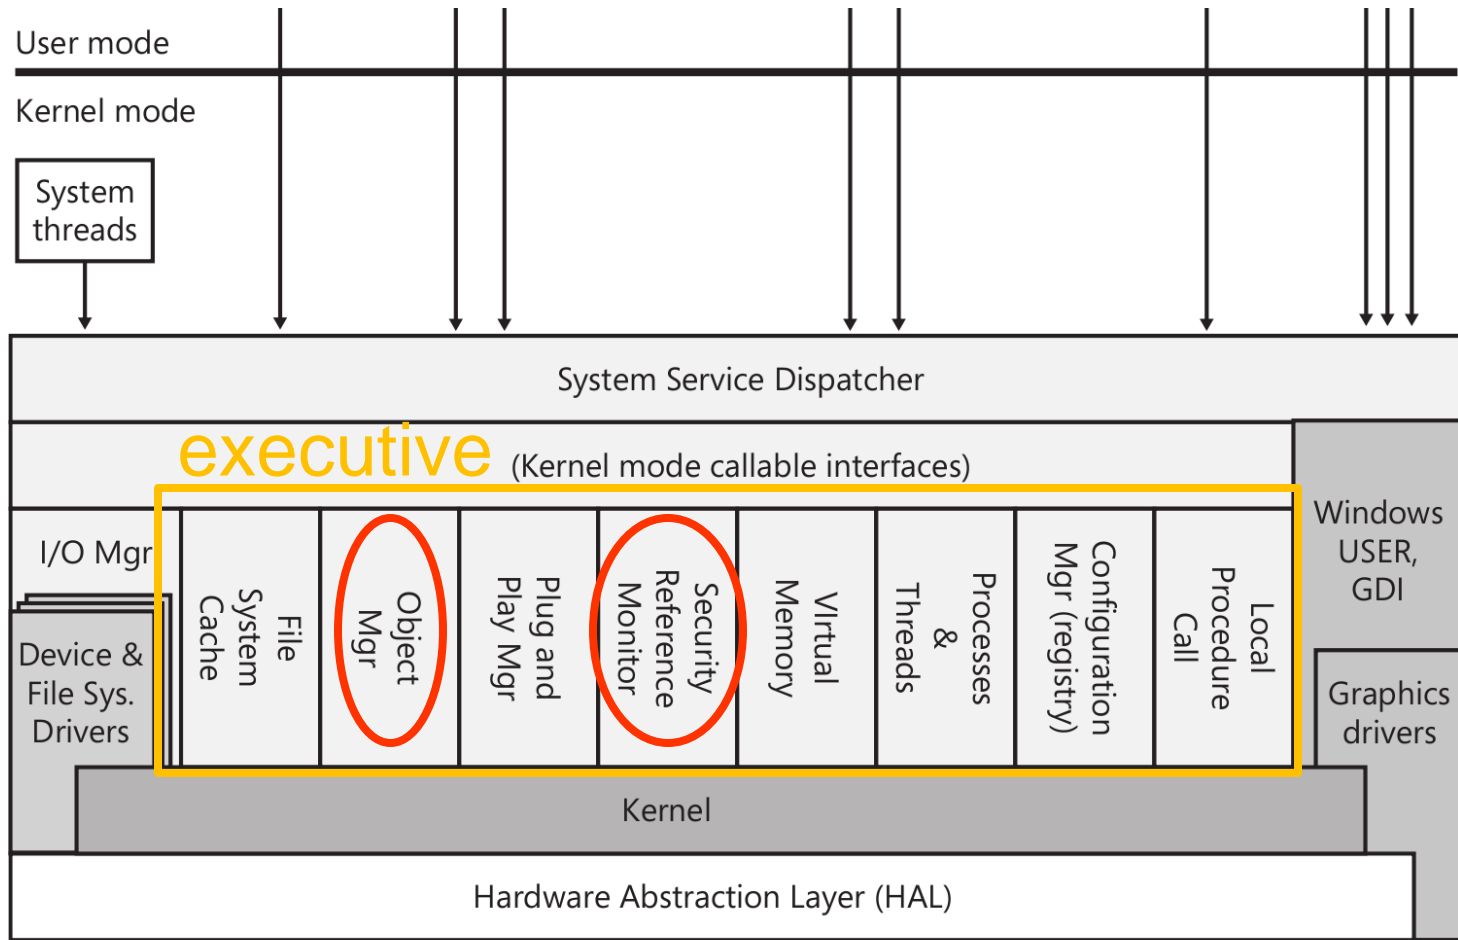 User mode
Kernel mode
System
threads
System Service Dispatcher
executive (Kernel mode callable interfaces)
I/O Mgr
Device &
File Sys.
Drivers
File
System
Cache
Object
Mgr
Plug and
Play Mgr
Security
Reference
Monitor
VIrtual
Memory
Processes
&
Threads
Configuration
Mgr (registry)
Local
Procedure
Call
Windows
USER,
GDI
Graphics
drivers
Kernel
Hardware Abstraction Layer (HAL)